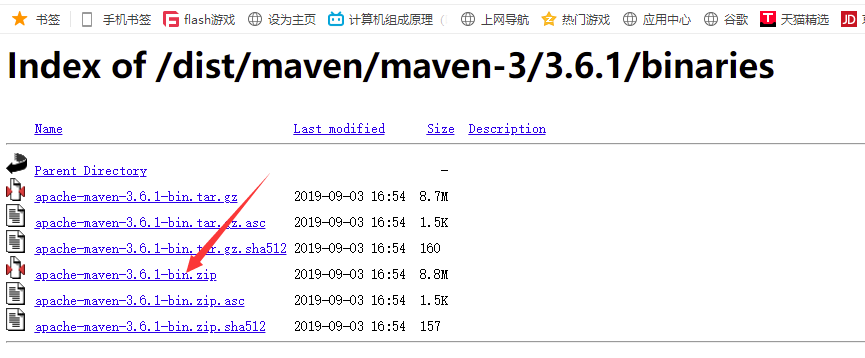 书签 手机书签 flash游戏 设为主页 计算机组成原理（ 上网导航 热门游戏 应用中心 谷歌 天猫精选 JD
Index of /dist/maven/maven-3/3.6.1/binaries
Name Last modified Size Description
Parent Directory -
apache-maven-3.6.1-bin.tar.gz 2019-09-03 16:54 8.7M
apache-maven-3.6.1-bin.tar.gz.asc 2019-09-03 16:54 1.5K
apache-maven-3.6.1-bin.tar.gz.sha512 2019-09-03 16:54 160
apache-maven-3.6.1-bin.zip 2019-09-03 16:54 8.8M
apache-maven-3.6.1-bin.zip.asc 2019-09-03 16:54 1.5K
apache-maven-3.6.1-bin.zip.sha512 2019-09-03 16:54 157